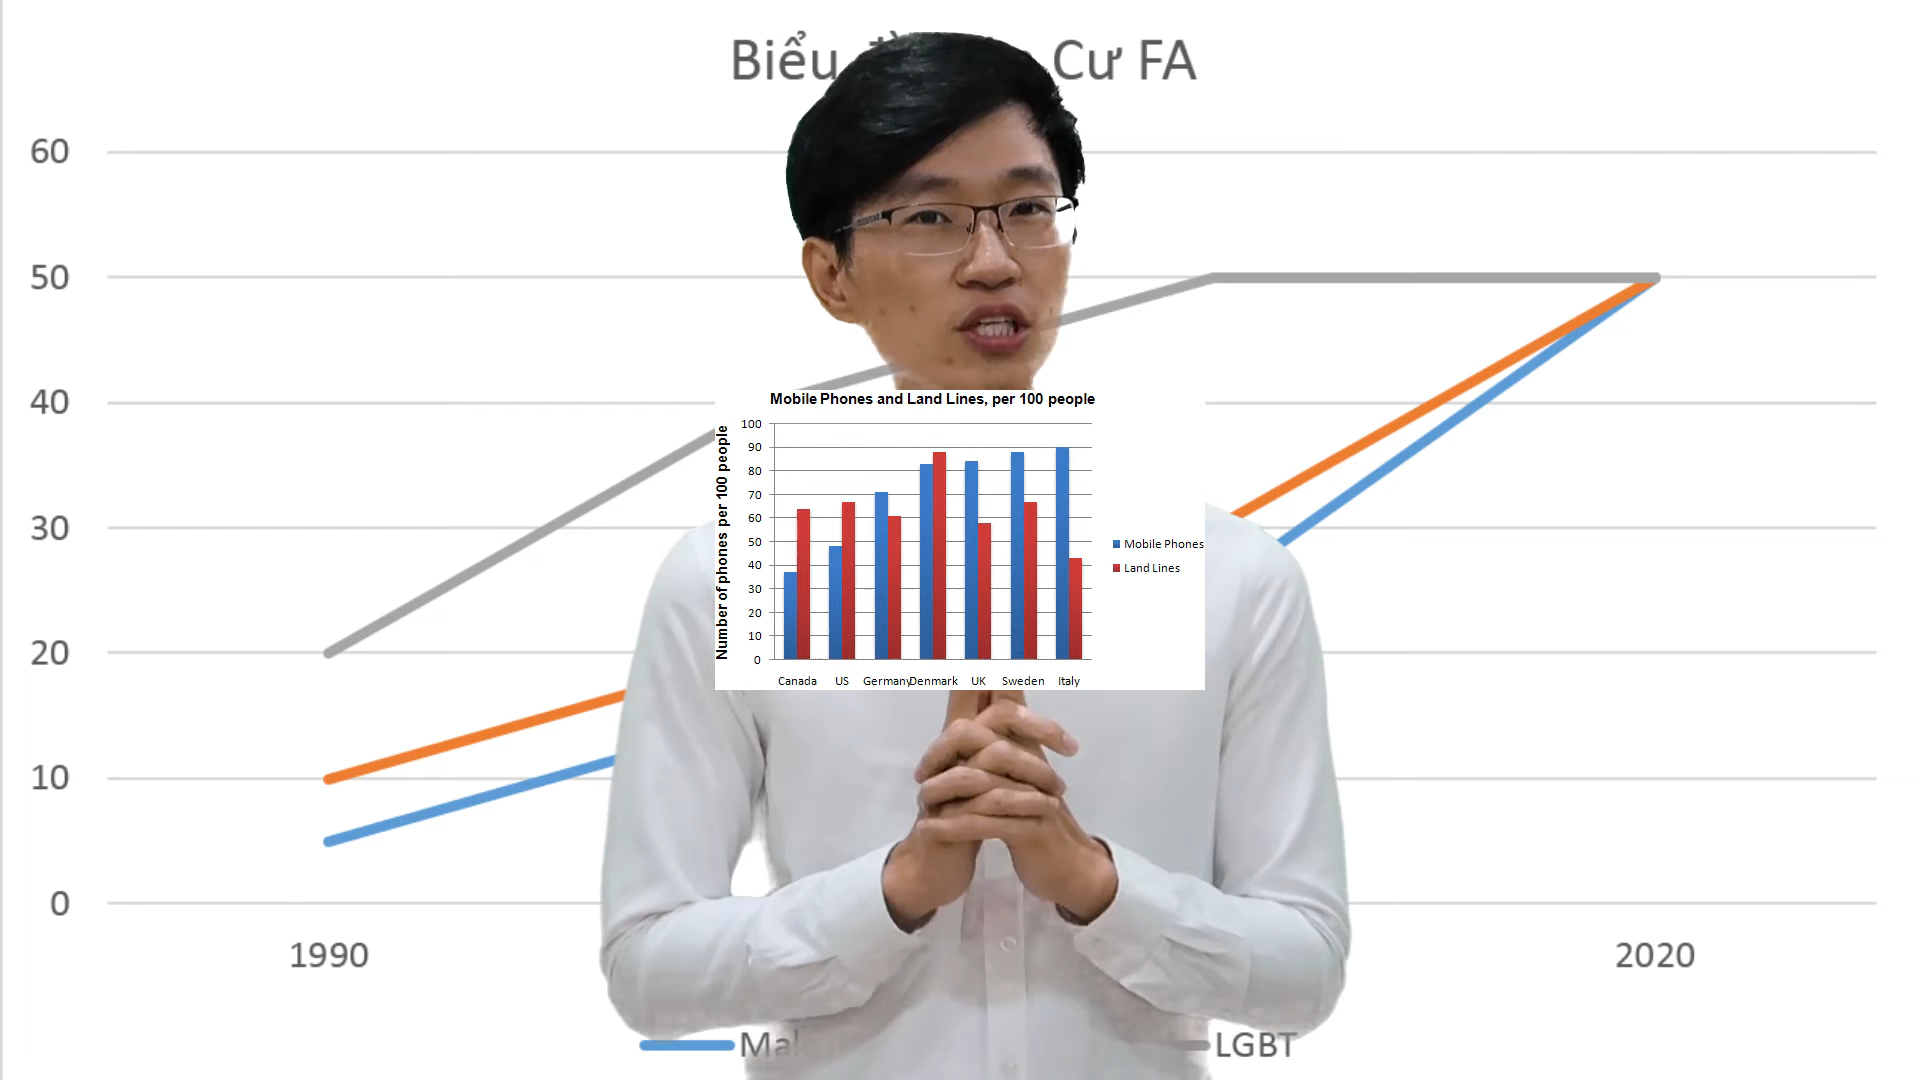 Biểu Cư FA
60
50
40
30
20
10
0
1990
2020
LGBT
Mobile Phones and Land Lines, per 100 people
Number of phones per 100 people
100
90
80
70
60
50
40
30
20
10
0
Canada US Germany Denmark UK Sweden Italy
Mobile Phones
Land Lines